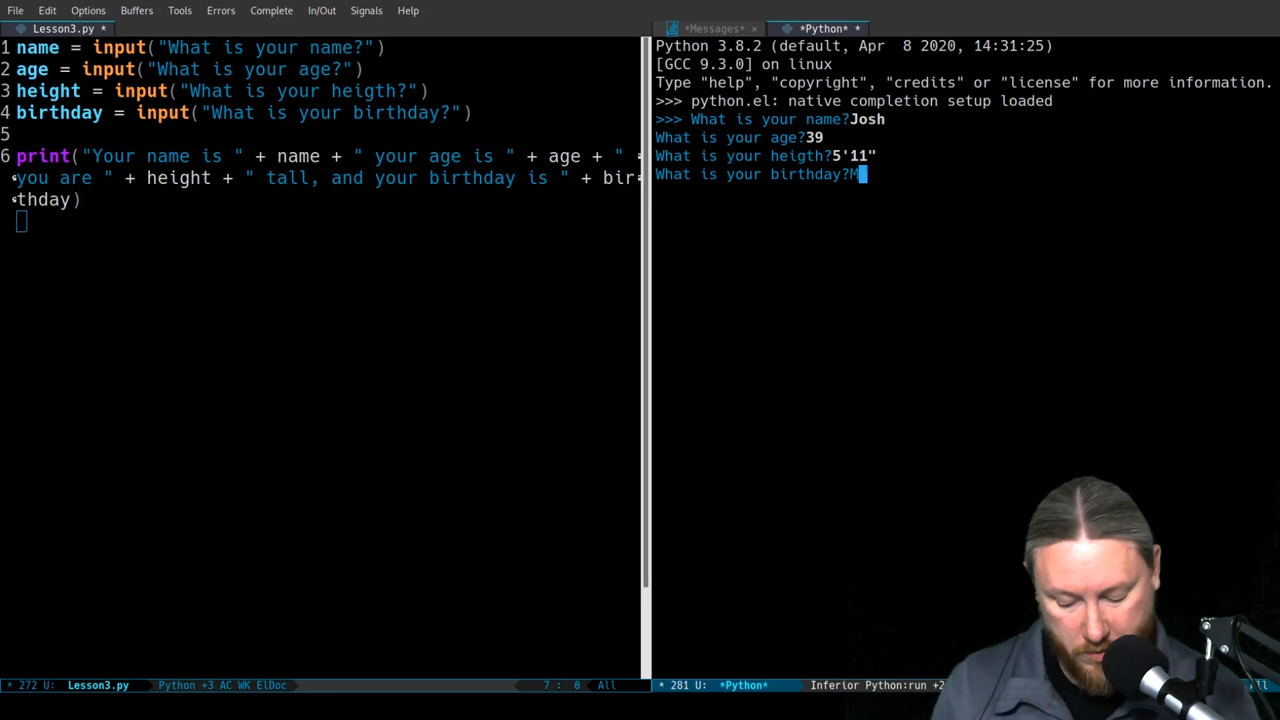 File Edit Options Buffers Tools Errors Complete In/Out Signals Help
Lesson3.py *
*Messages* × *Python* *
1 name = input("What is your name?")
2 age = input("What is your age?")
3 height = input("What is your heigth?")
4 birthday = input("What is your birthday?")
5
6 print("Your name is " + name + " your age is " + age + "
you are " + height + " tall, and your birthday is " + bir
thday)
Python 3.8.2 (default, Apr  8 2020, 14:31:25)
[GCC 9.3.0] on linux
Type "help", "copyright", "credits" or "license" for more information.
>>> python.el: native completion setup loaded
>>> What is your name?Josh
What is your age?39
What is your heigth?5'11"
What is your birthday?M
* 272 U: Lesson3.py Python +3 AC WK ElDoc 7 : 0 All
* 281 U: *Python* Inferior Python:run +2 All